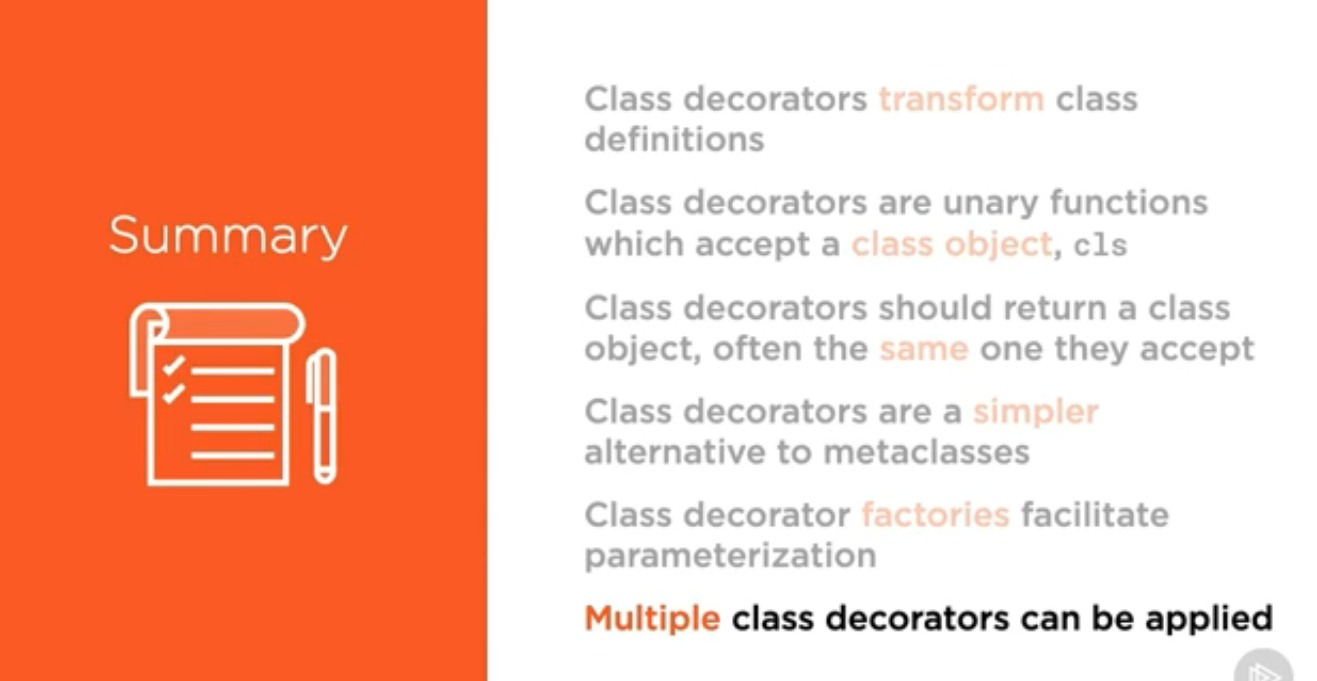 Summary
Class decorators transform class
definitions
Class decorators are unary functions
which accept a class object, cls
Class decorators should return a class
object, often the same one they accept
Class decorators are a simpler
alternative to metaclasses
Class decorator factories facilitate
parameterization
Multiple class decorators can be applied